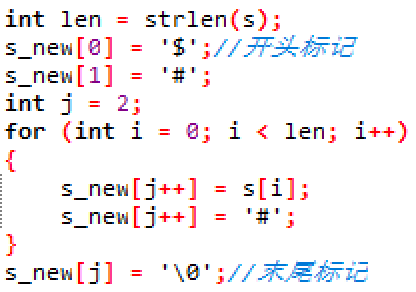 int len = strlen(s);
s_new[0] = '$';//开头标记
s_new[1] = '#';
int j = 2;
for (int i = 0; i < len; i++)
{
    s_new[j++] = s[i];
    s_new[j++] = '#';
}
s_new[j] = '\0';//末尾标记